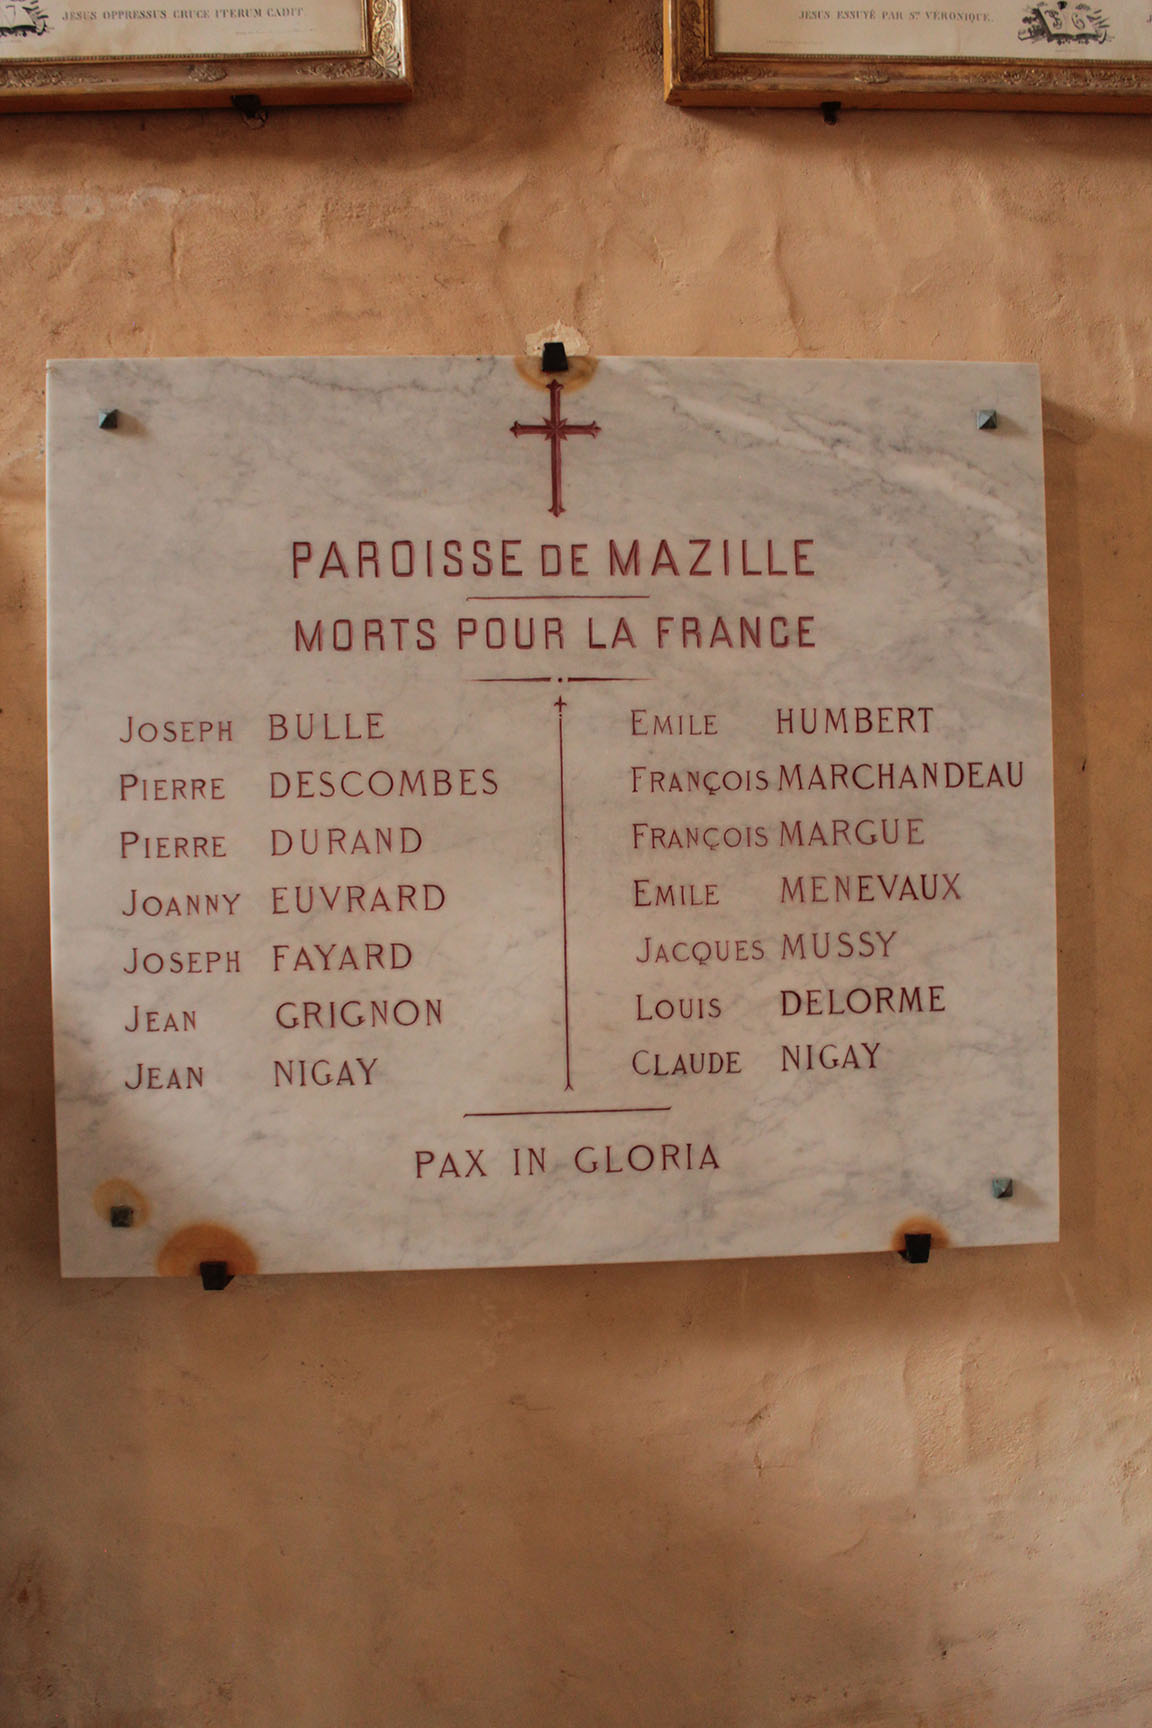 JESUS OPPRESSUS CRUCE ITERUM CADIT.
JESUS ESSUYÉ PAR STE VÉRONIQUE.
PAROISSE DE MAZILLE
MORTS POUR LA FRANCE
JOSEPH BULLE
PIERRE DESCOMBES
PIERRE DURAND
JOANNY EUVRARD
JOSEPH FAYARD
JEAN GRIGNON
JEAN NIGAY
EMILE HUMBERT
FRANÇOIS MARCHANDEAU
FRANÇOIS MARGUE
EMILE MENEVAUX
JACQUES MUSSY
LOUIS DELORME
CLAUDE NIGAY
PAX IN GLORIA